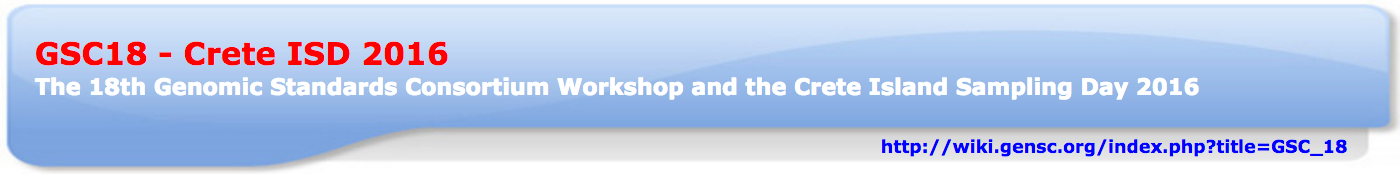 GSC18 - Crete ISD 2016
The 18th Genomic Standards Consortium Workshop and the Crete Island Sampling Day 2016
http://wiki.gensc.org/index.php?title=GSC_18